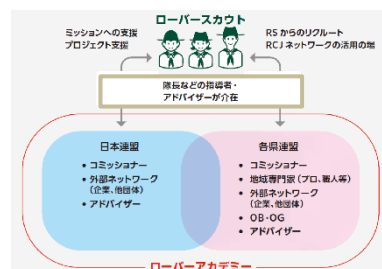 ローバースカウト
ミッションへの支援
プロジェクト支援
RSからのリクルート
RCJネットワークの活用の場
隊長などの指導者・
アドバイザーが介在
日本連盟
• コミッショナー
• 外部ネットワーク
(企業、他団体)
• アドバイザー
各県連盟
• コミッショナー
• 地域専門家(プロ、職人等)
• 外部ネットワーク
(企業、他団体)
• OB・OG
• アドバイザー
ローバーアカデミー